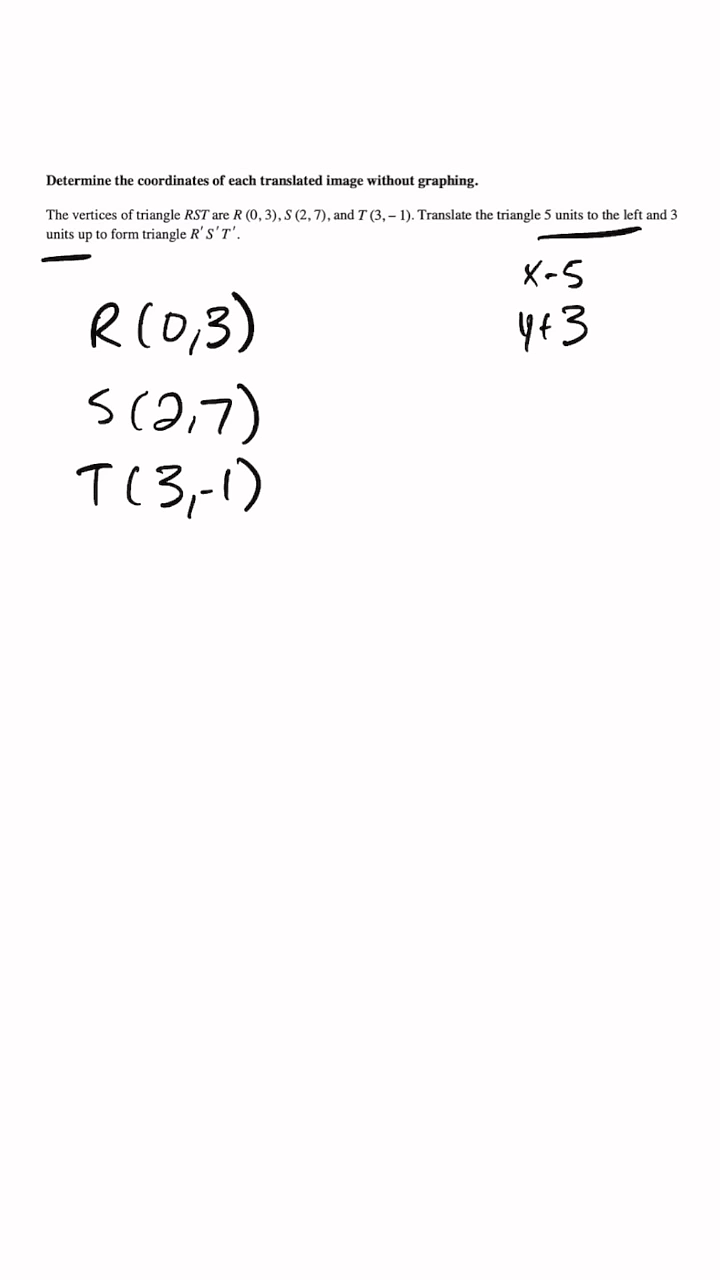 Determine the coordinates of each translated image without graphing.
The vertices of triangle RST are R (0, 3), S (2, 7), and T (3, – 1). Translate the triangle 5 units to the left and 3
units up to form triangle R′ S′ T′.
x-5
y+3
R(0,3)
S(2,7)
T(3,-1)